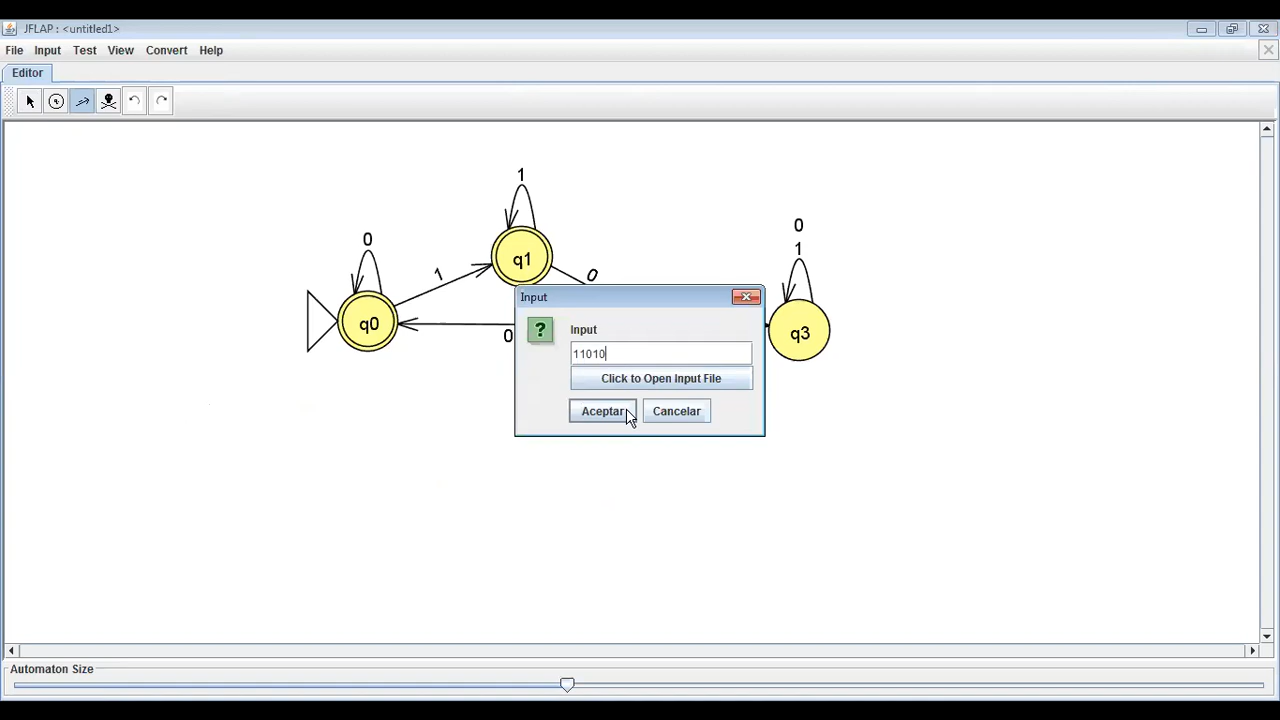 JFLAP : <untitled1>
File Input Test View Convert Help
Editor
1
0
0
1
q1
1
0
Input
q0
q3
?
Input
0
11010
Click to Open Input File
Aceptar Cancelar
Automaton Size